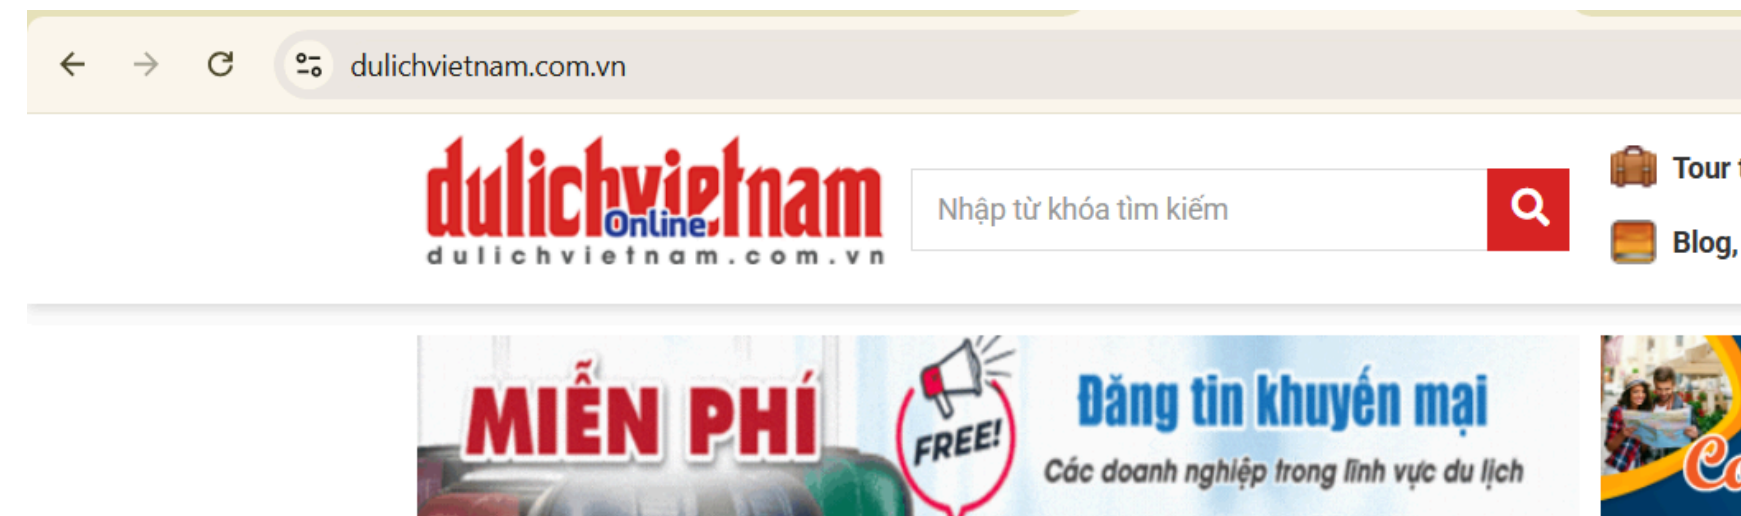 dulichvietnam.com.vn
dulichvietnam
Online
dulichvietnam.com.vn
Nhập từ khóa tìm kiếm
Tour
Blog,
MIỄN PHÍ
FREE!
Đăng tin khuyến mại
Các doanh nghiệp trong lĩnh vực du lịch